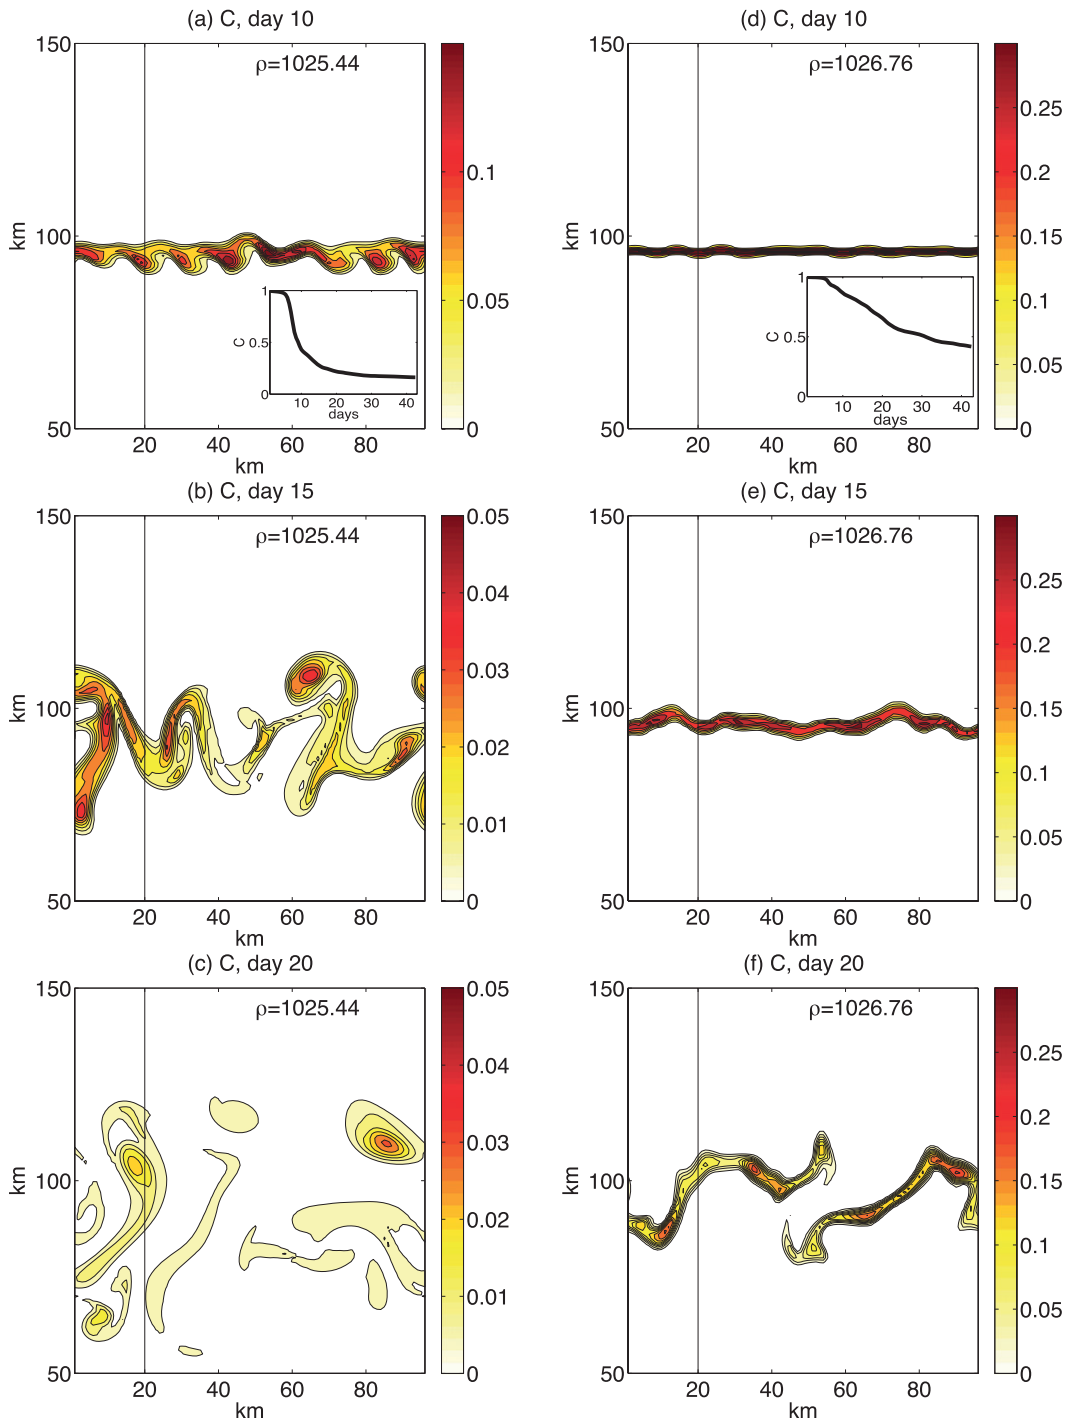 (a) C, day 10
ρ=1025.44
150
100
50
km
20 40 60 80
km
0.1
0.05
0
1
0.5
0
C
10 20 30 40
days
(d) C, day 10
ρ=1026.76
150
100
50
km
20 40 60 80
km
0.25
0.2
0.15
0.1
0.05
0
1
0.5
0
C
10 20 30 40
days
(b) C, day 15
ρ=1025.44
150
100
50
km
20 40 60 80
km
0.05
0.04
0.03
0.02
0.01
0
(e) C, day 15
ρ=1026.76
150
100
50
km
20 40 60 80
km
0.25
0.2
0.15
0.1
0.05
0
(c) C, day 20
ρ=1025.44
150
100
50
km
20 40 60 80
km
0.05
0.04
0.03
0.02
0.01
0
(f) C, day 20
ρ=1026.76
150
100
50
km
20 40 60 80
km
0.25
0.2
0.15
0.1
0.05
0